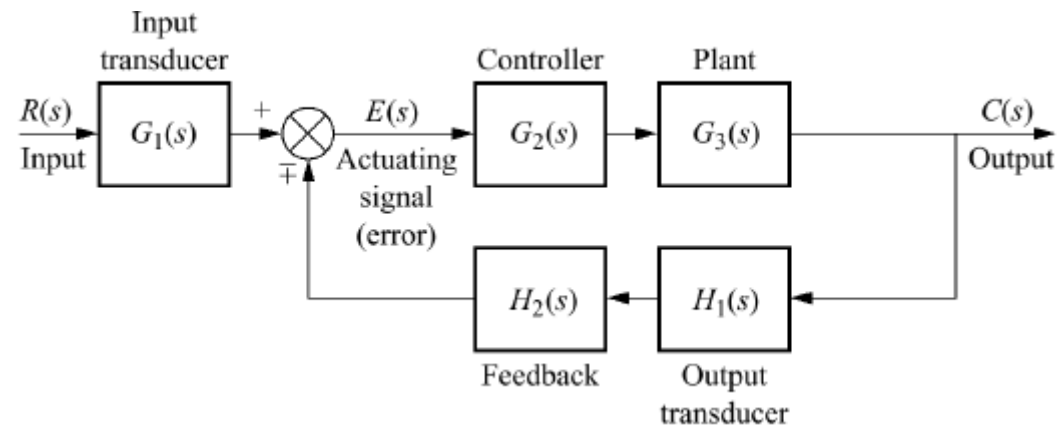 Input
transducer
Controller
Plant
R(s)
Input
G₁(s)
+
∓
E(s)
Actuating
signal
(error)
G₂(s)
G₃(s)
C(s)
Output
H₂(s)
H₁(s)
Feedback
Output
transducer